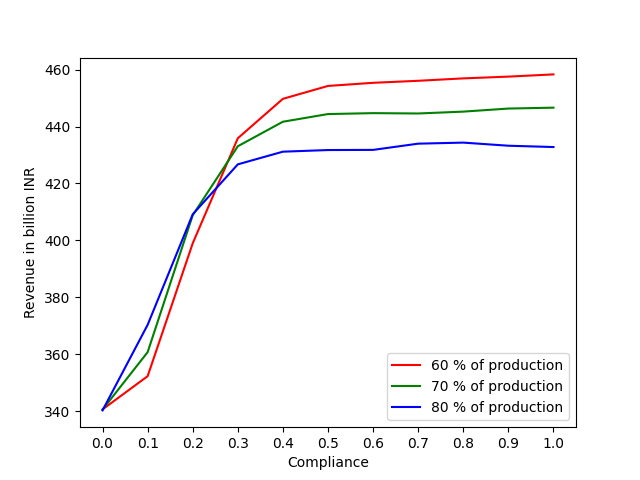 Revenue in billion INR
460
440
420
400
380
360
340
0.0 0.1 0.2 0.3 0.4 0.5 0.6 0.7 0.8 0.9 1.0
Compliance
60 % of production
70 % of production
80 % of production